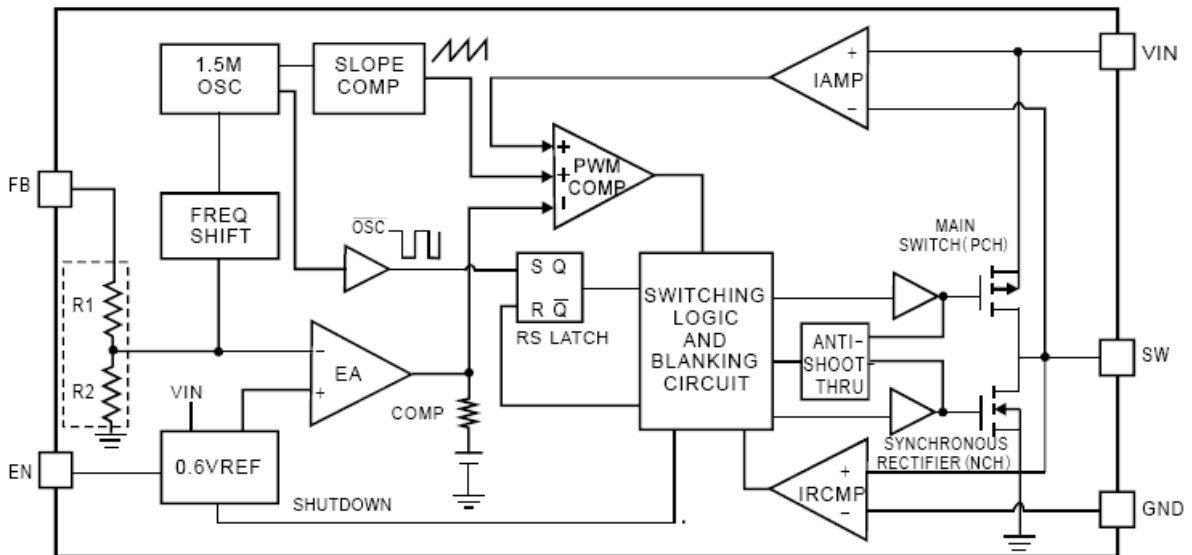 1.5M
OSC
SLOPE
COMP
+
IAMP
−
VIN
FB
FREQ
SHIFT
+
+
−
PWM
COMP
OSC
MAIN
SWITCH(PCH)
R1
S Q
R Q
RS LATCH
SWITCHING
LOGIC
AND
BLANKING
CIRCUIT
ANTI-
SHOOT-
THRU
SW
R2
−
+
EA
VIN
COMP
EN
0.6VREF
SHUTDOWN
SYNCHRONOUS
RECTIFIER (NCH)
+
IRCMP
−
GND